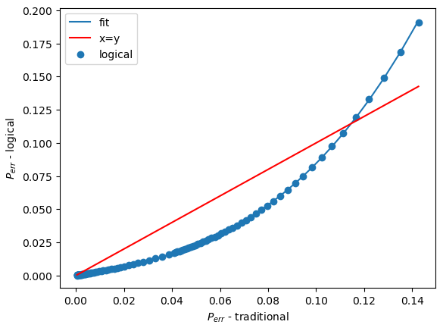 fit
x=y
logical
0.200
0.175
0.150
0.125
0.100
0.075
0.050
0.025
0.000
P_err - logical
0.00 0.02 0.04 0.06 0.08 0.10 0.12 0.14
P_err - traditional